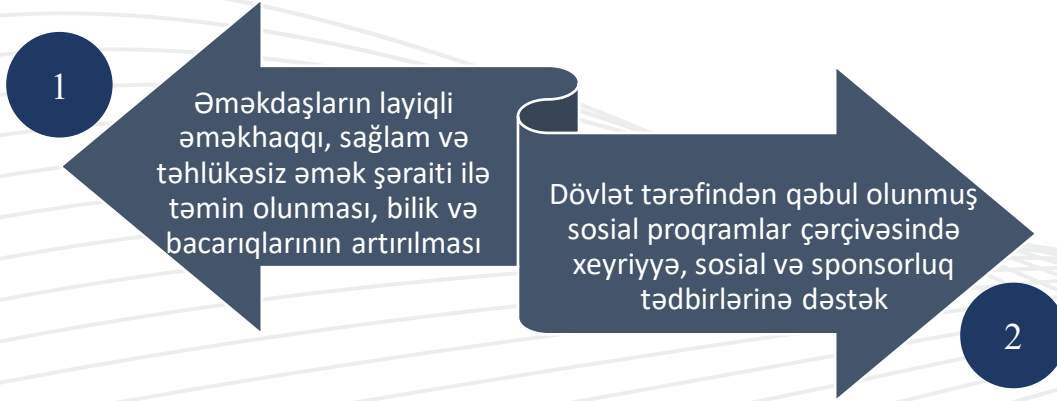 1
Əməkdaşların layiqli
əməkhaqqı, sağlam və
təhlükəsiz əmək şəraiti ilə
təmin olunması, bilik və
bacarıqlarının artırılması
Dövlət tərəfindən qəbul olunmuş
sosial proqramlar çərçivəsində
xeyriyyə, sosial və sponsorluq
tədbirlərinə dəstək
2